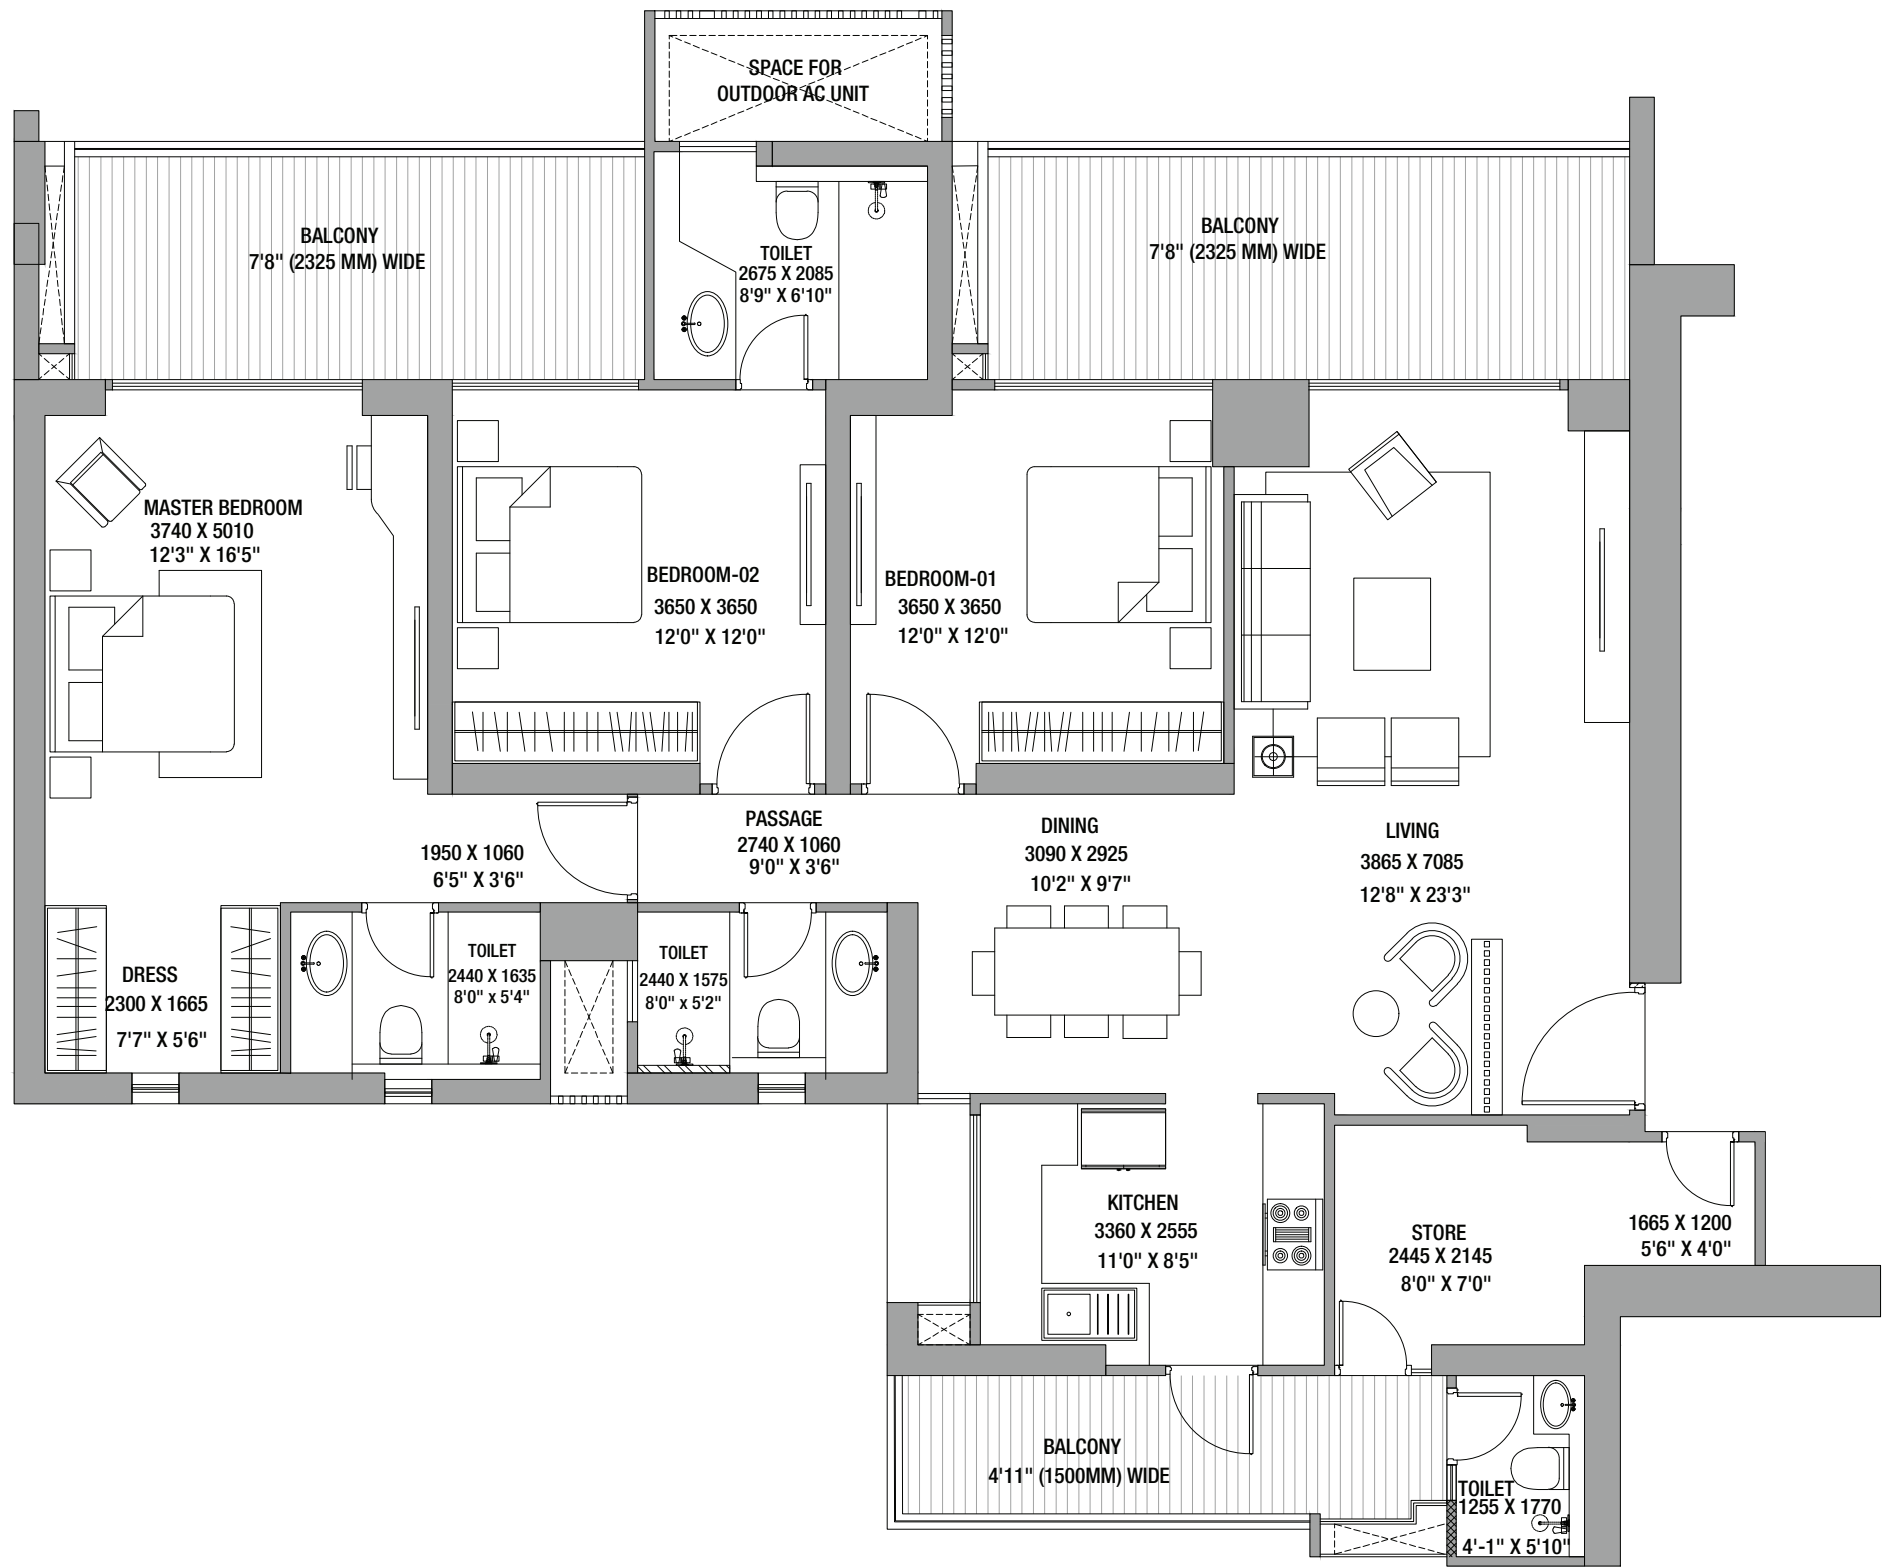 SPACE FOR
OUTDOOR AC UNIT
BALCONY
7'8" (2325 MM) WIDE
TOILET
2675 X 2085
8'9" X 6'10"
BALCONY
7'8" (2325 MM) WIDE
MASTER BEDROOM
3740 X 5010
12'3" X 16'5"
BEDROOM-02
3650 X 3650
12'0" X 12'0"
BEDROOM-01
3650 X 3650
12'0" X 12'0"
1950 X 1060
6'5" X 3'6"
PASSAGE
2740 X 1060
9'0" X 3'6"
DINING
3090 X 2925
10'2" X 9'7"
LIVING
3865 X 7085
12'8" X 23'3"
DRESS
2300 X 1665
7'7" X 5'6"
TOILET
2440 X 1635
8'0" x 5'4"
TOILET
2440 X 1575
8'0" x 5'2"
KITCHEN
3360 X 2555
11'0" X 8'5"
STORE
2445 X 2145
8'0" X 7'0"
1665 X 1200
5'6" X 4'0"
BALCONY
4'11" (1500MM) WIDE
TOILET
1255 X 1770
4'-1" X 5'10"